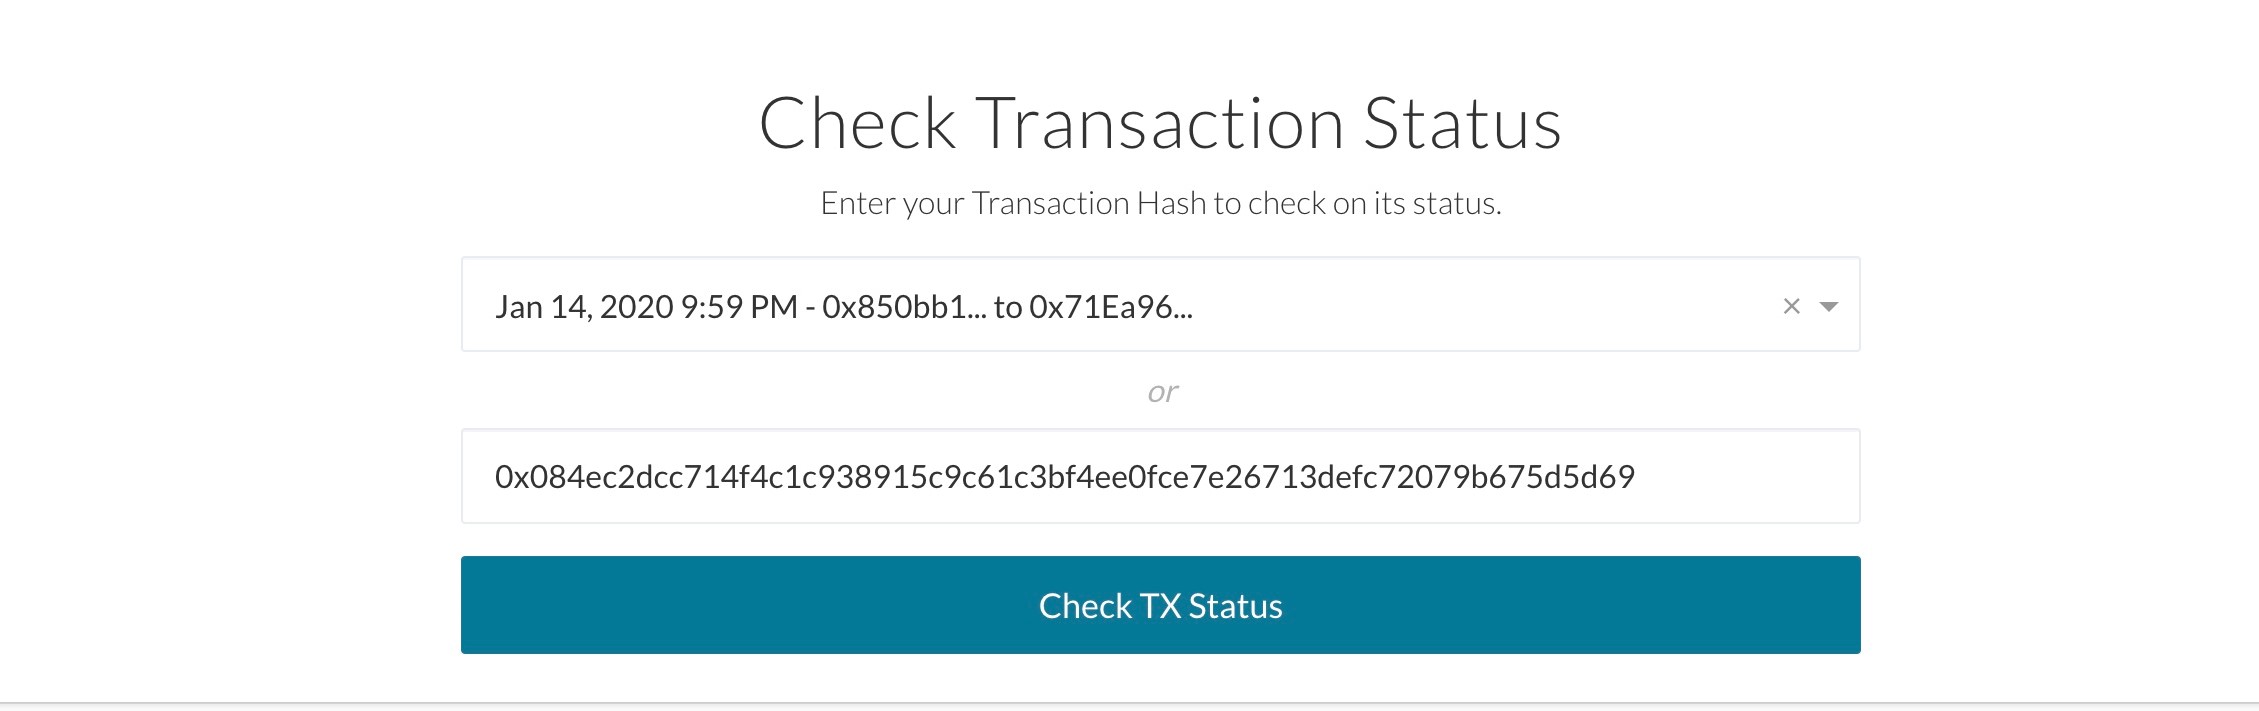 Check Transaction Status
Enter your Transaction Hash to check on its status.
Jan 14, 2020 9:59 PM - 0x850bb1... to 0x71Ea96...
or
0x084ec2dcc714f4c1c938915c9c61c3bf4ee0fce7e26713defc72079b675d5d69
Check TX Status